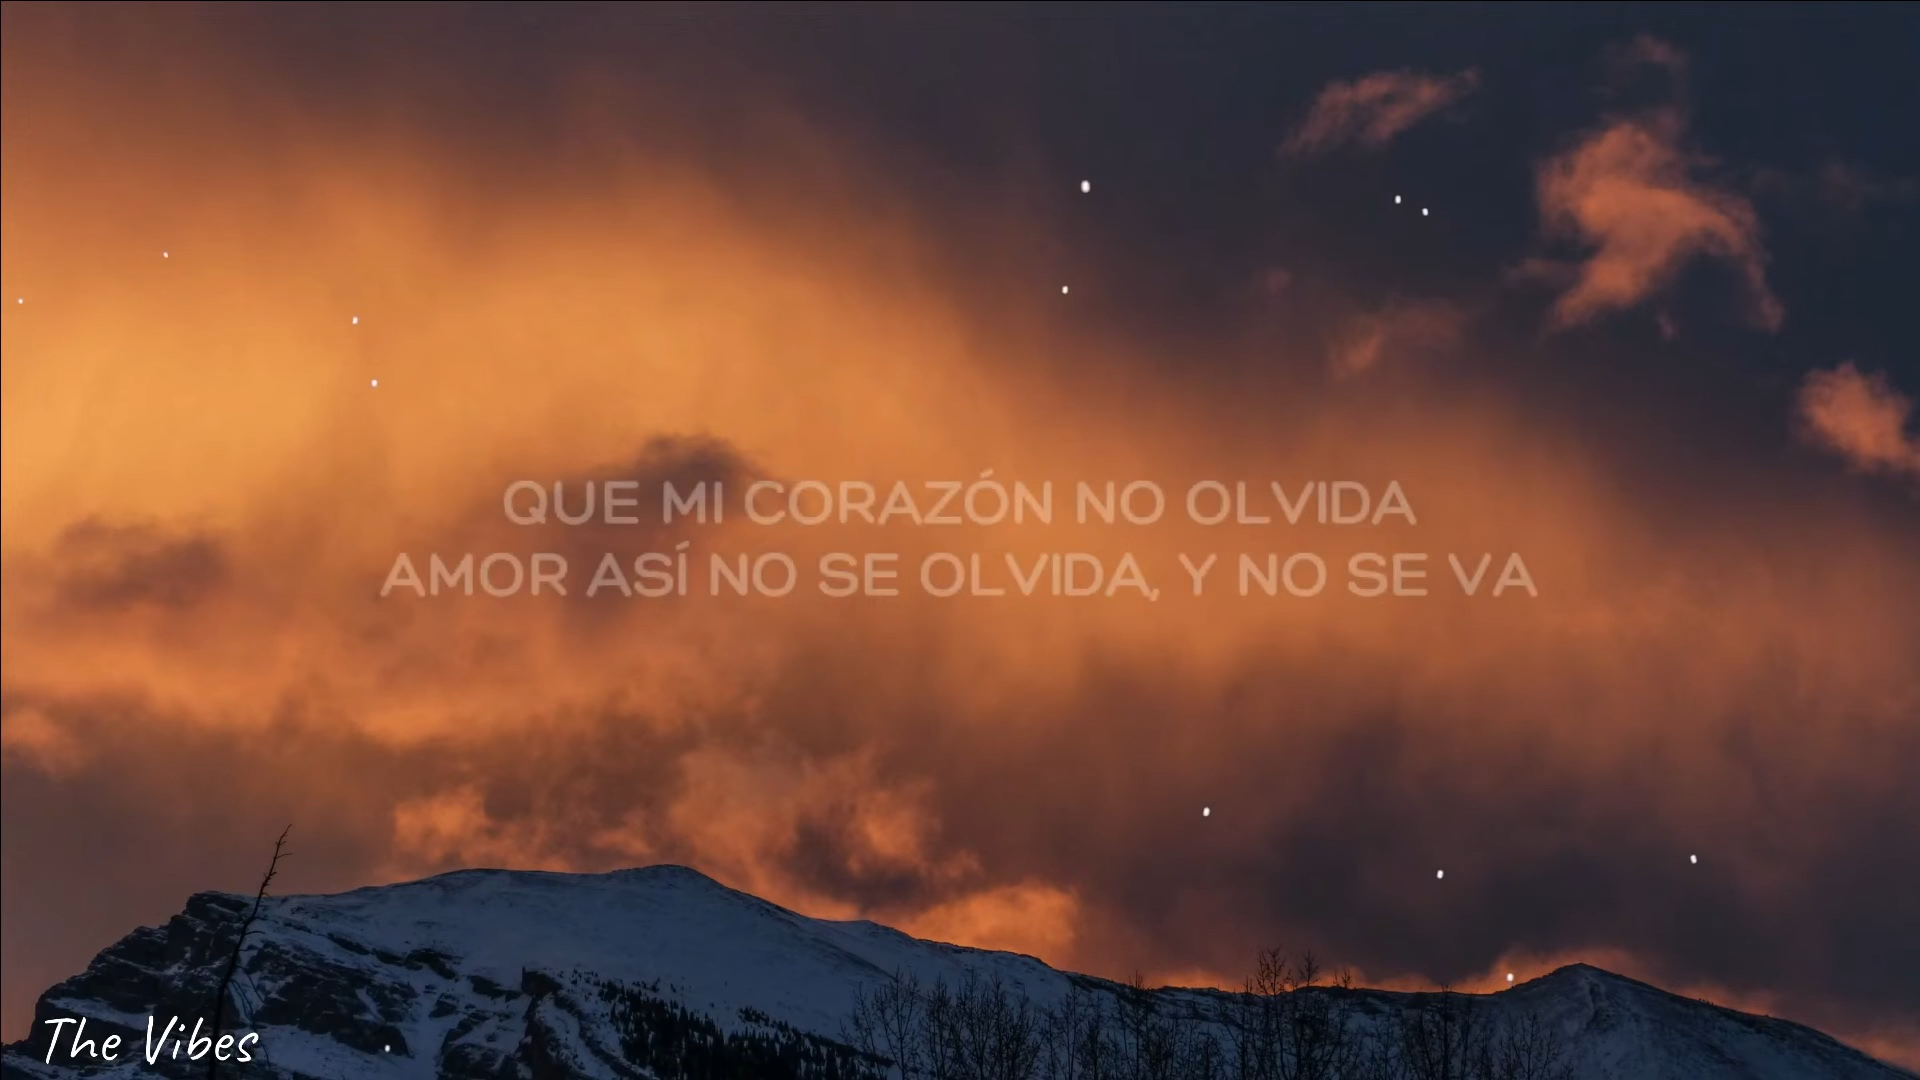 QUE MI CORAZÓN NO OLVIDA
AMOR ASÍ NO SE OLVIDA, Y NO SE VA
The Vibes